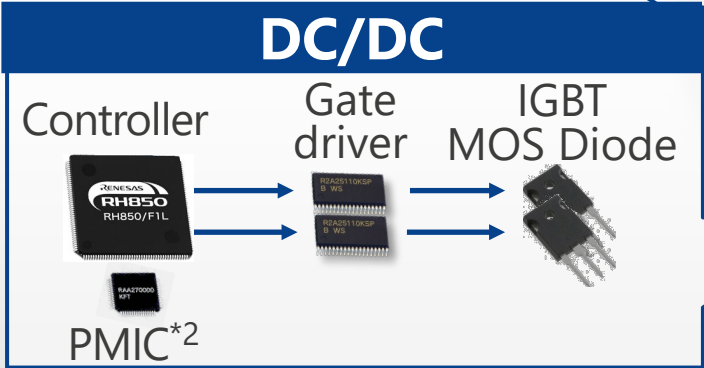 DC/DC
Controller
Gate
driver
IGBT
MOS Diode
RENESAS
RH850
RH850/F1L
R2A25110KSP
B WS
R2A25110KSP
B WS
RAA270000
KFT
PMIC*2